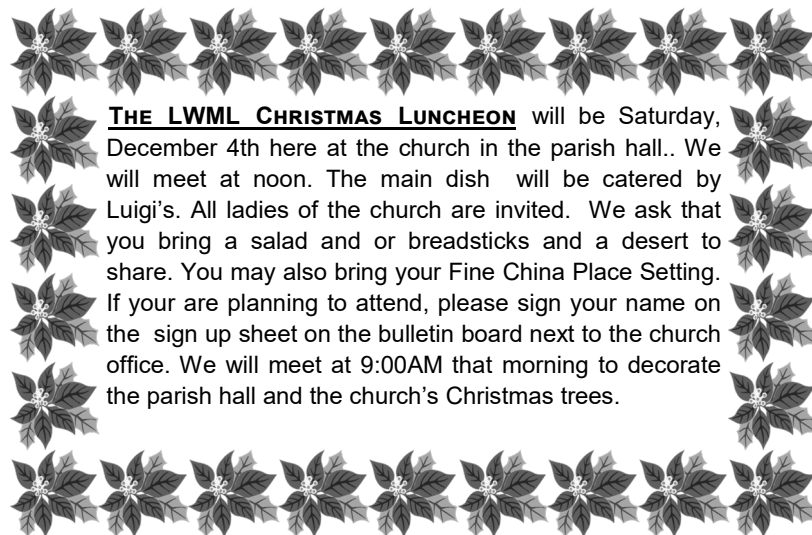 THE LWML CHRISTMAS LUNCHEON will be Saturday,
December 4th here at the church in the parish hall.. We
will meet at noon. The main dish  will be catered by
Luigi’s. All ladies of the church are invited.  We ask that
you bring a salad and or breadsticks and a desert to
share. You may also bring your Fine China Place Setting.
If your are planning to attend, please sign your name on
the  sign up sheet on the bulletin board next to the church
office. We will meet at 9:00AM that morning to decorate
the parish hall and the church’s Christmas trees.